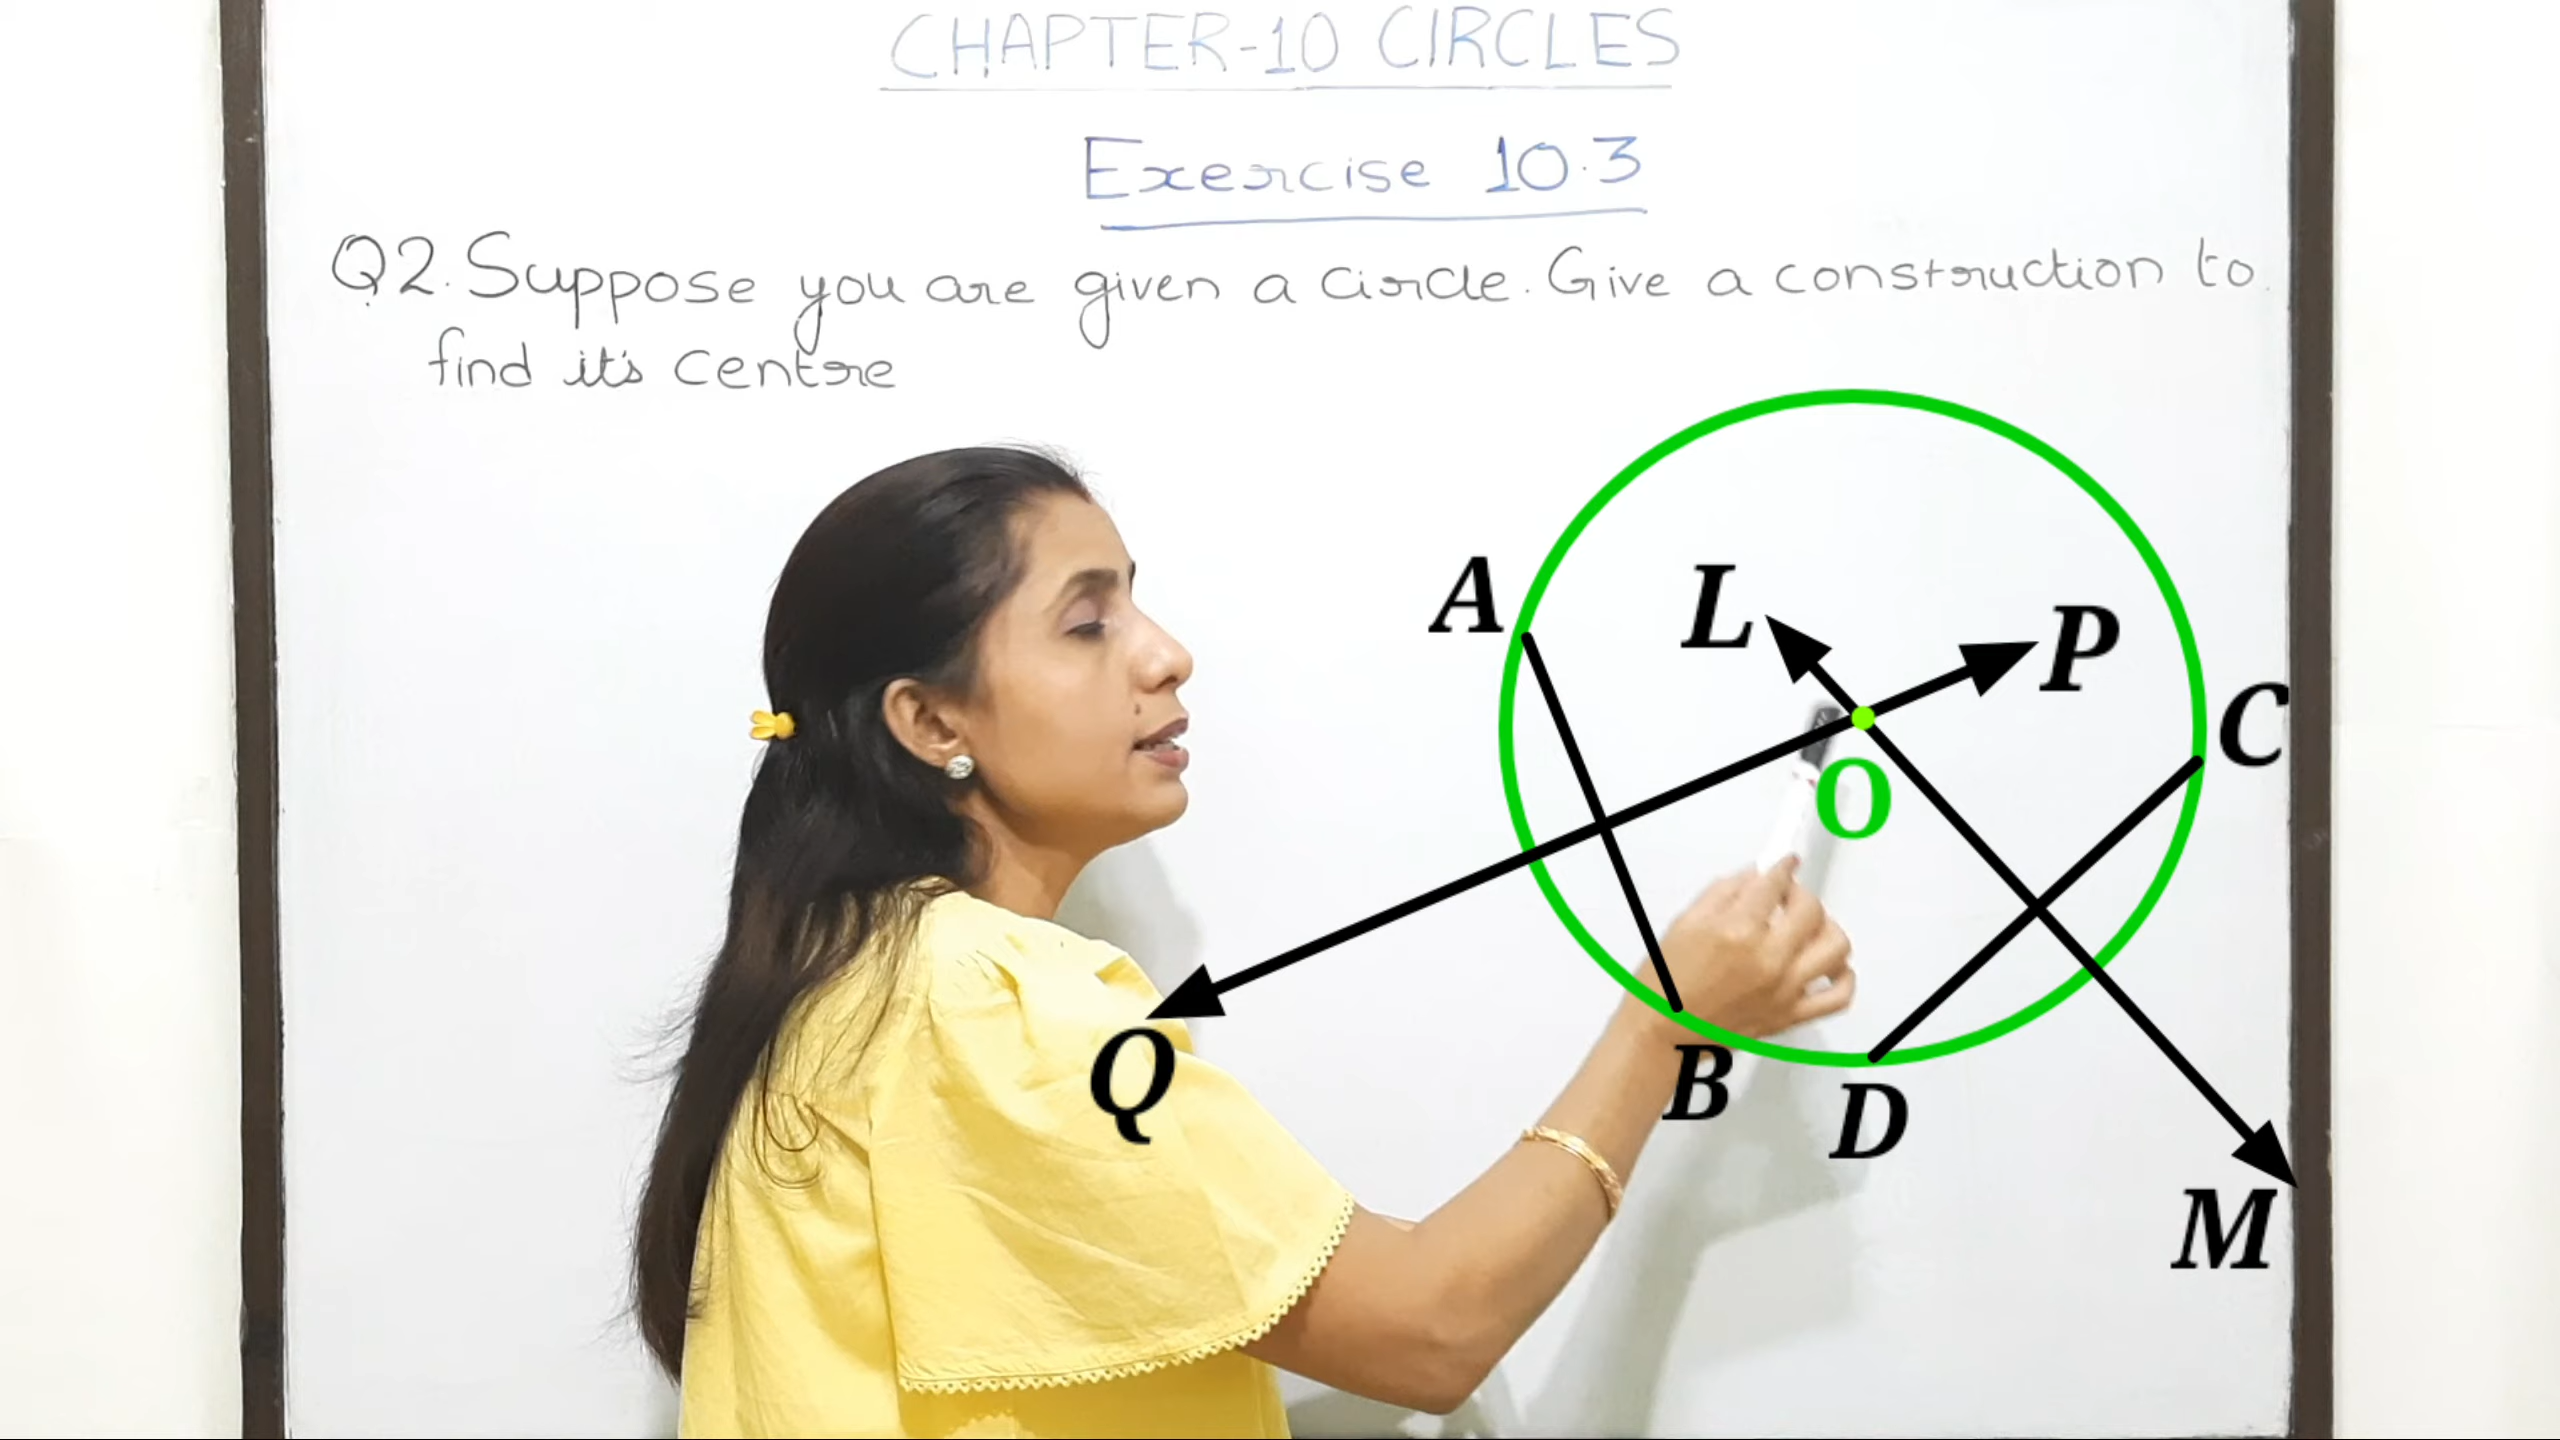 CHAPTER-10 CIRCLES
Exercise 10.3
Q2. Suppose you are given a circle. Give a construction to
find it's centre
A
L
P
C
O
Q
B
D
M